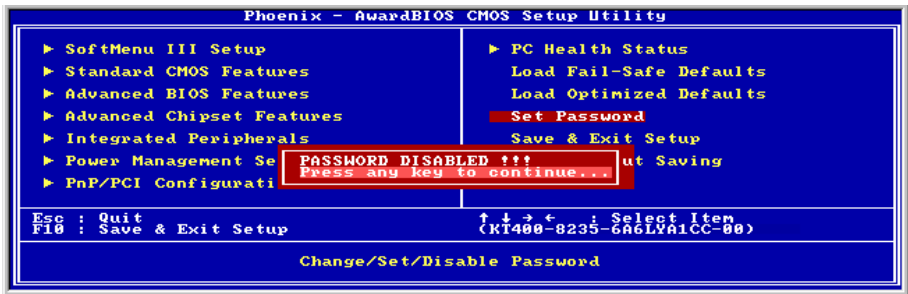 Phoenix - AwardBIOS CMOS Setup Utility
SoftMenu III Setup
Standard CMOS Features
Advanced BIOS Features
Advanced Chipset Features
Integrated Peripherals
Power Management Se
PnP/PCI Configurati
PC Health Status
Load Fail-Safe Defaults
Load Optimized Defaults
Set Password
Save & Exit Setup
ut Saving
PASSWORD DISABLED !!!
Press any key to continue...
Esc : Quit
F10 : Save & Exit Setup
↑ ↓ → ← : Select Item
(KT400-8235-6A6LYA1CC-00)
Change/Set/Disable Password